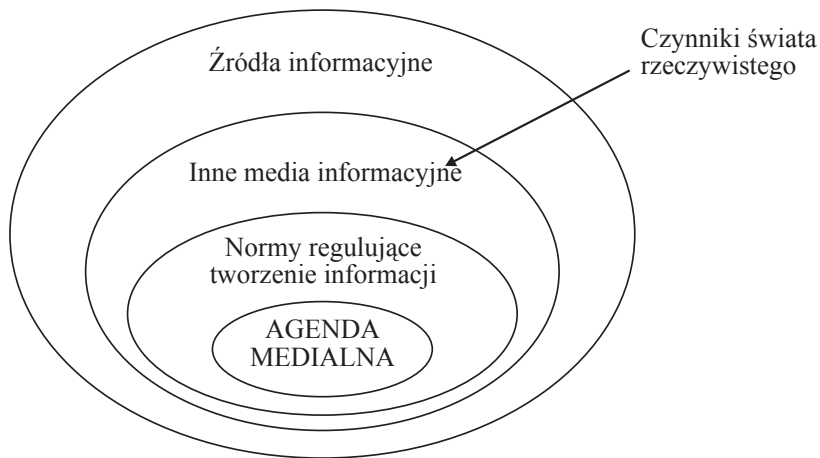 Źródła informacyjne
Czynniki świata
rzeczywistego
Inne media informacyjne
Normy regulujące
tworzenie informacji
AGENDA
MEDIALNA